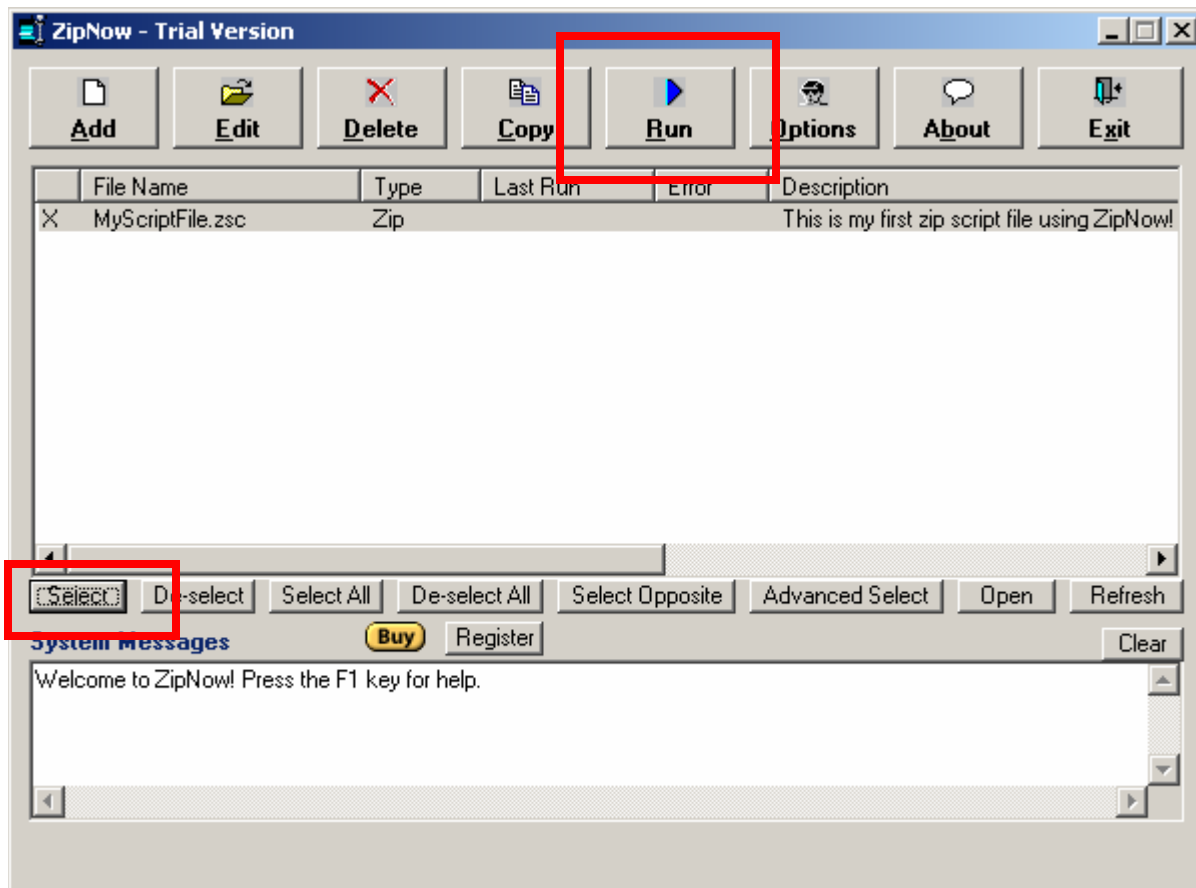 ZipNow - Trial Version
Add Edit Delete Copy Run Options About Exit
File Name Type Last Run Error Description
X MyScriptFile.zsc Zip This is my first zip script file using ZipNow!
Select De-select Select All De-select All Select Opposite Advanced Select Open Refresh
System Messages Buy Register Clear
Welcome to ZipNow! Press the F1 key for help.